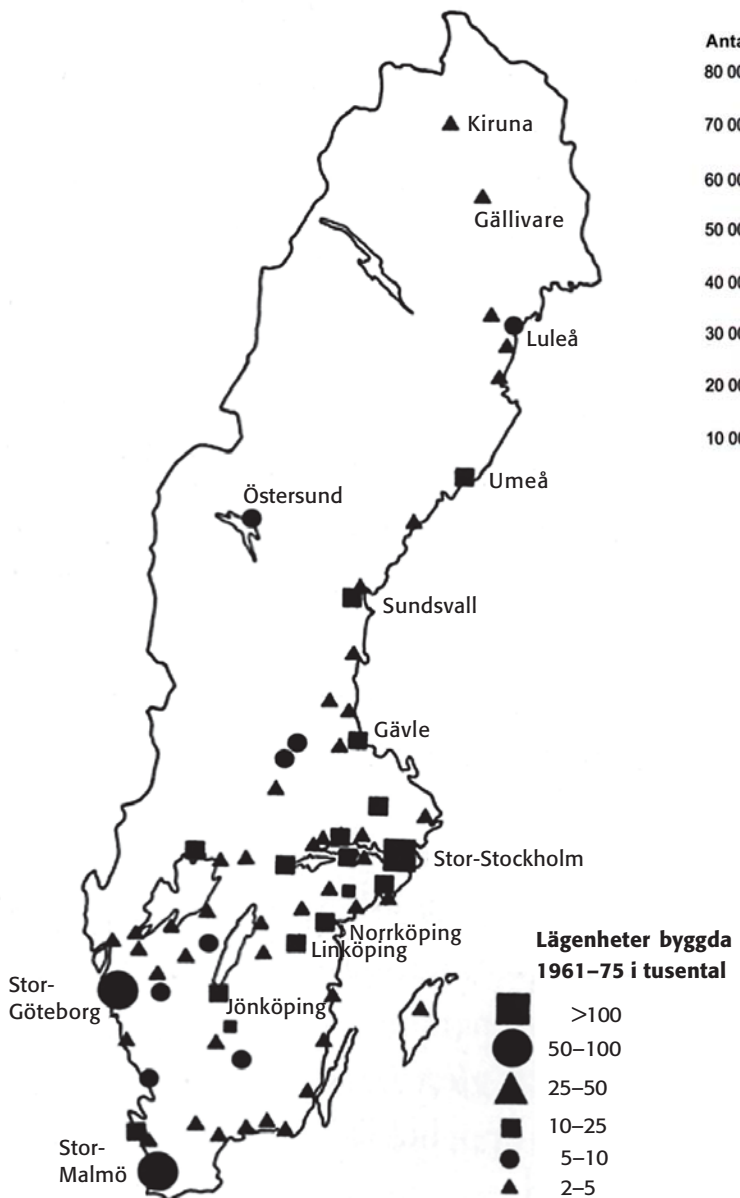 Anta
80 00
70 00
60 00
50 00
40 00
30 00
20 00
10 00
Kiruna
Gällivare
Luleå
Umeå
Östersund
Sundsvall
Gävle
Stor-Stockholm
Norrköping
Linköping
Jönköping
Stor-
Göteborg
Stor-
Malmö
Lägenheter byggda
1961–75 i tusental
>100
50–100
25–50
10–25
5–10
2–5